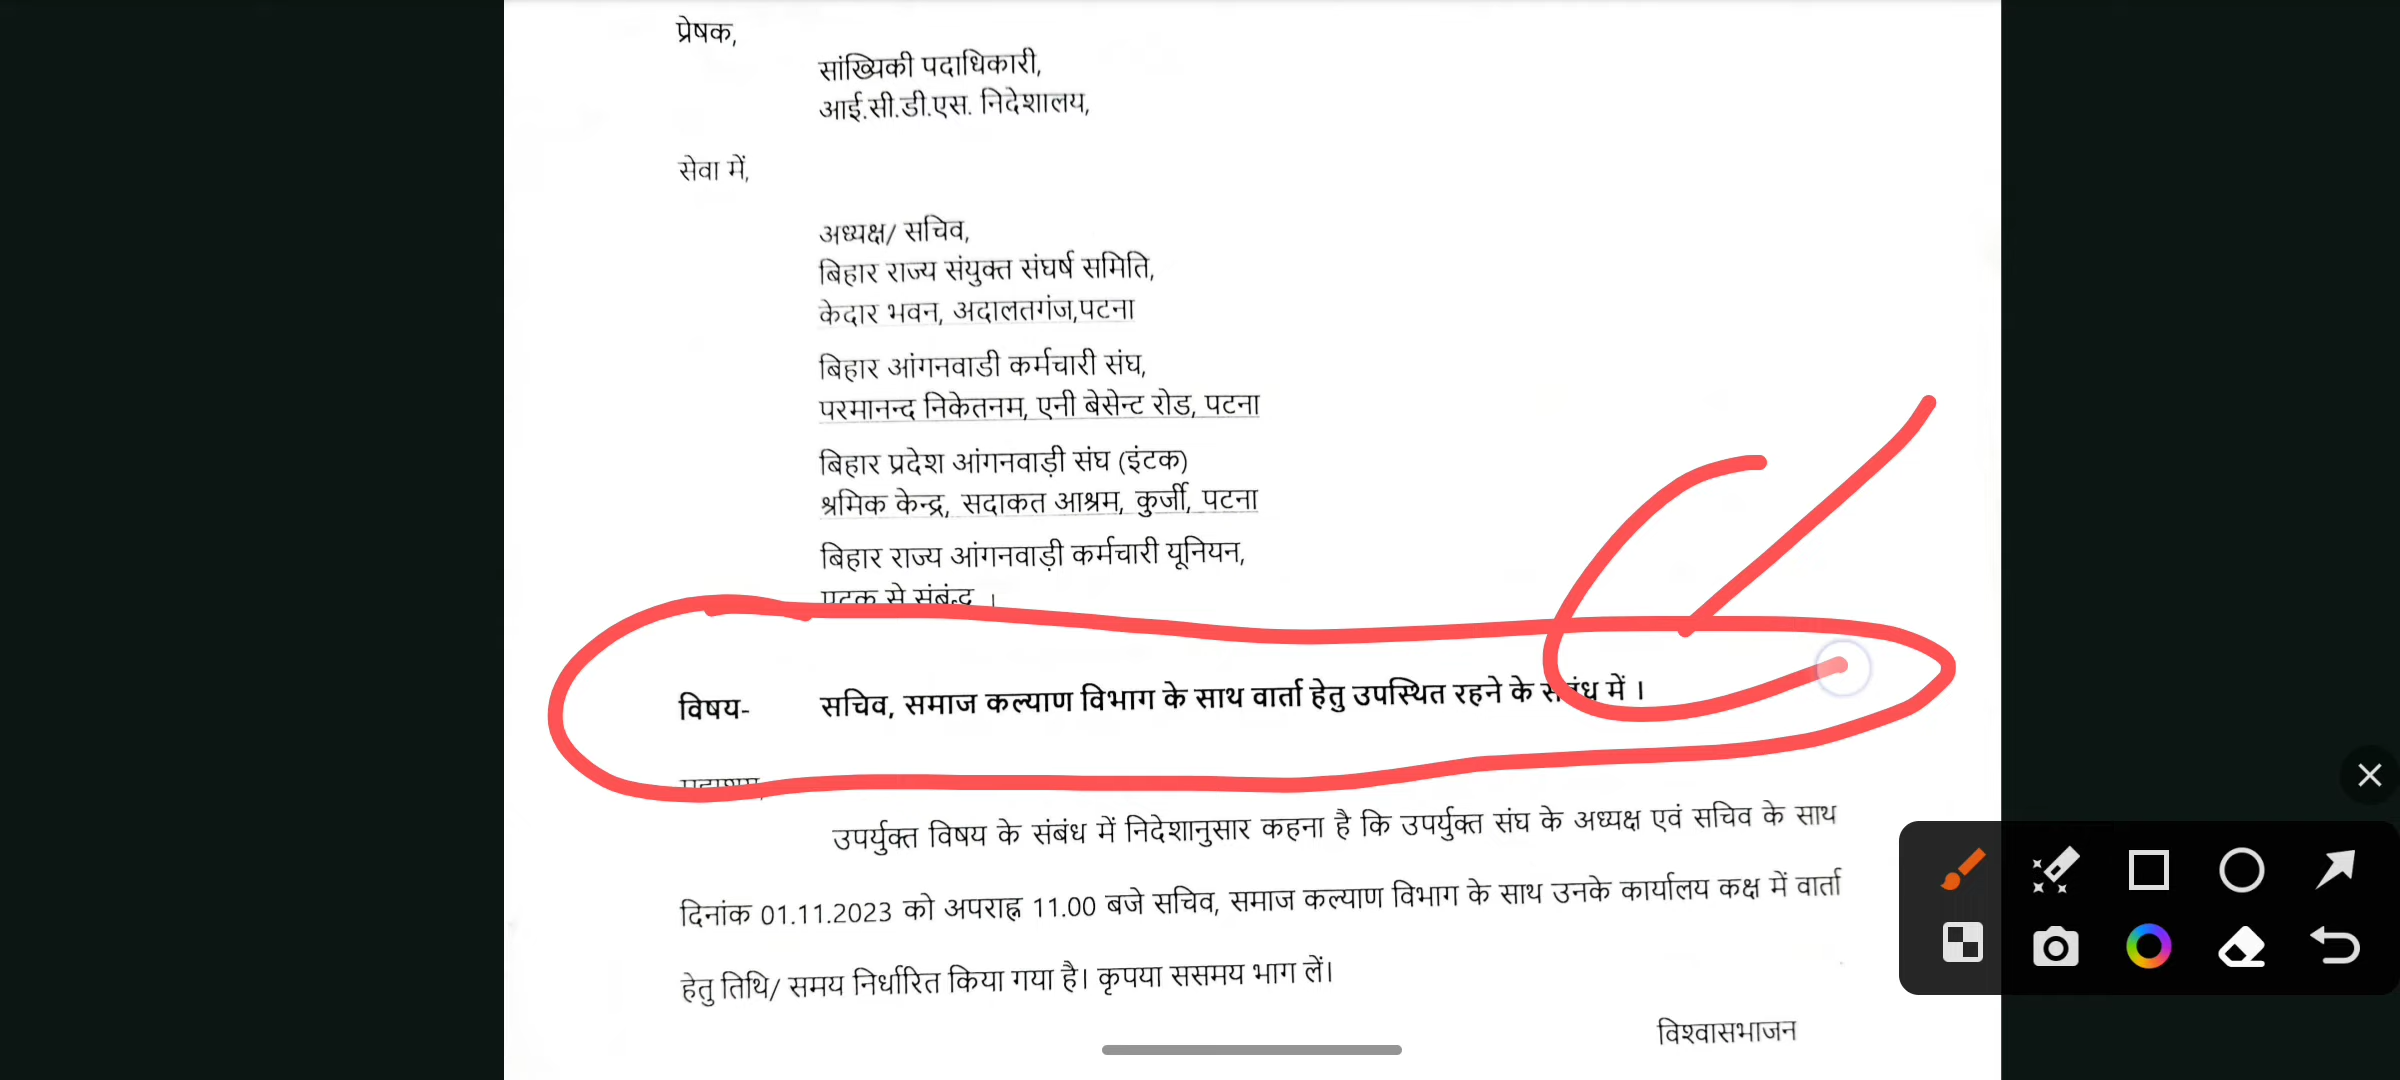 प्रेषक,
सांख्यिकी पदाधिकारी,
आई.सी.डी.एस. निदेशालय,
सेवा में,
अध्यक्ष/ सचिव,
बिहार राज्य संयुक्त संघर्ष समिति,
केदार भवन, अदालतगंज,पटना
बिहार आंगनवाडी कर्मचारी संघ,
परमानन्द निकेतनम, एनी बेसेन्ट रोड, पटना
बिहार प्रदेश आंगनवाड़ी संघ (इंटक)
श्रमिक केन्द्र, सदाकत आश्रम, कुर्जी, पटना
बिहार राज्य आंगनवाड़ी कर्मचारी यूनियन,
से संबंद्ध ।
विषय- सचिव, समाज कल्याण विभाग के साथ वार्ता हेतु उपस्थित रहने के संबंध में ।
उपर्युक्त विषय के संबंध में निदेशानुसार कहना है कि उपर्युक्त संघ के अध्यक्ष एवं सचिव के साथ
दिनांक 01.11.2023 को अपराह्न 11.00 बजे सचिव, समाज कल्याण विभाग के साथ उनके कार्यालय कक्ष में वार्ता
हेतु तिथि/ समय निर्धारित किया गया है। कृपया ससमय भाग लें।
विश्वासभाजन